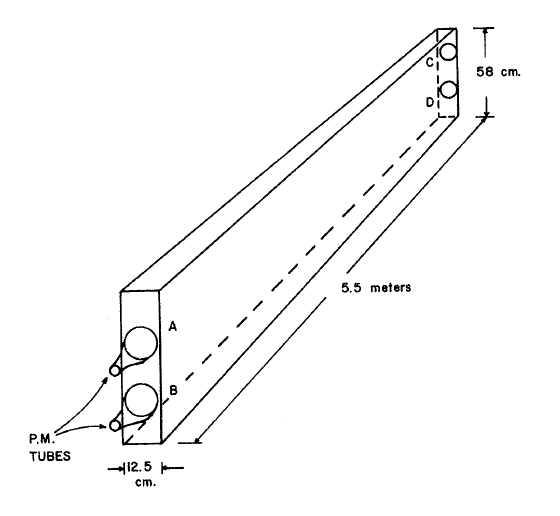 C
58 cm.
D
5.5 meters
A
B
P.M.
TUBES
12.5
cm.